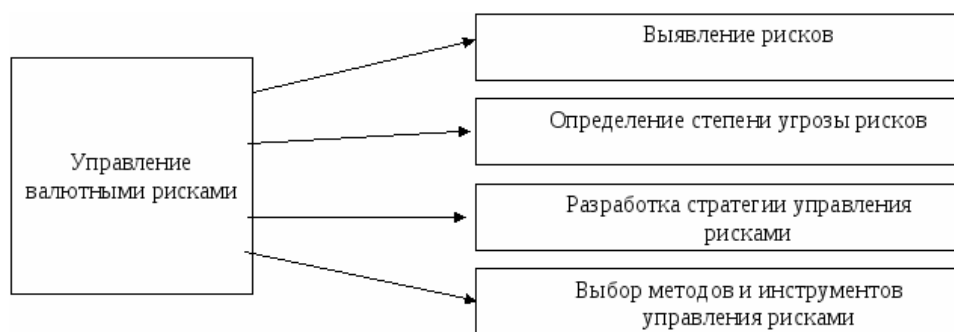 Управление
валютными рисками
Выявление рисков
Определение степени угрозы рисков
Разработка стратегии управления
рисками
Выбор методов и инструментов
управления рисками